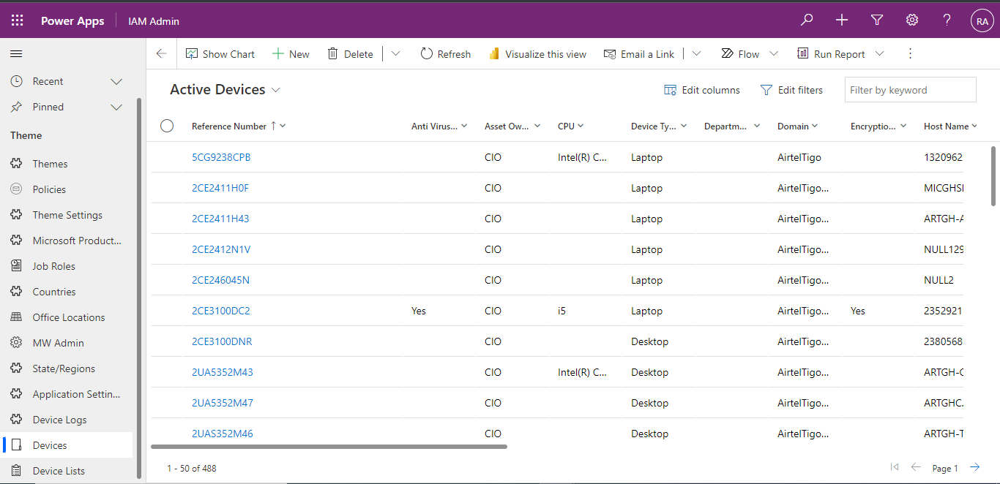 Power Apps IAM Admin RA
Show Chart New Delete Refresh Visualize this view Email a Link Flow Run Report
Recent
Pinned
Theme
Themes
Policies
Theme Settings
Microsoft Product...
Job Roles
Countries
Office Locations
MW Admin
State/Regions
Application Settin...
Device Logs
Devices
Device Lists
Active Devices Edit columns Edit filters Filter by keyword
Reference Number Anti Virus... Asset Ow... CPU Device Ty... Departm... Domain Encryptio... Host Name
5CG9238CPB CIO Intel(R) C... Laptop AirtelTigo 1320962
2CE2411H0F CIO Laptop AirtelTigo... MICGHS
2CE2411H43 CIO Laptop AirtelTigo... ARTGH-A
2CE2412N1V CIO Laptop AirtelTigo... NULL129
2CE246045N CIO Laptop AirtelTigo... NULL2
2CE3100DC2 Yes CIO i5 Laptop AirtelTigo... Yes 2352921
2CE3100DNR CIO Desktop AirtelTigo... 2380568
2UA5352M43 CIO Intel(R) C... Desktop AirtelTigo... ARTGH-C
2UA5352M47 CIO Desktop AirtelTigo... ARTGHC.
2UAS352M46 CIO Desktop AirtelTigo... ARTGH-T
1 - 50 of 488 Page 1